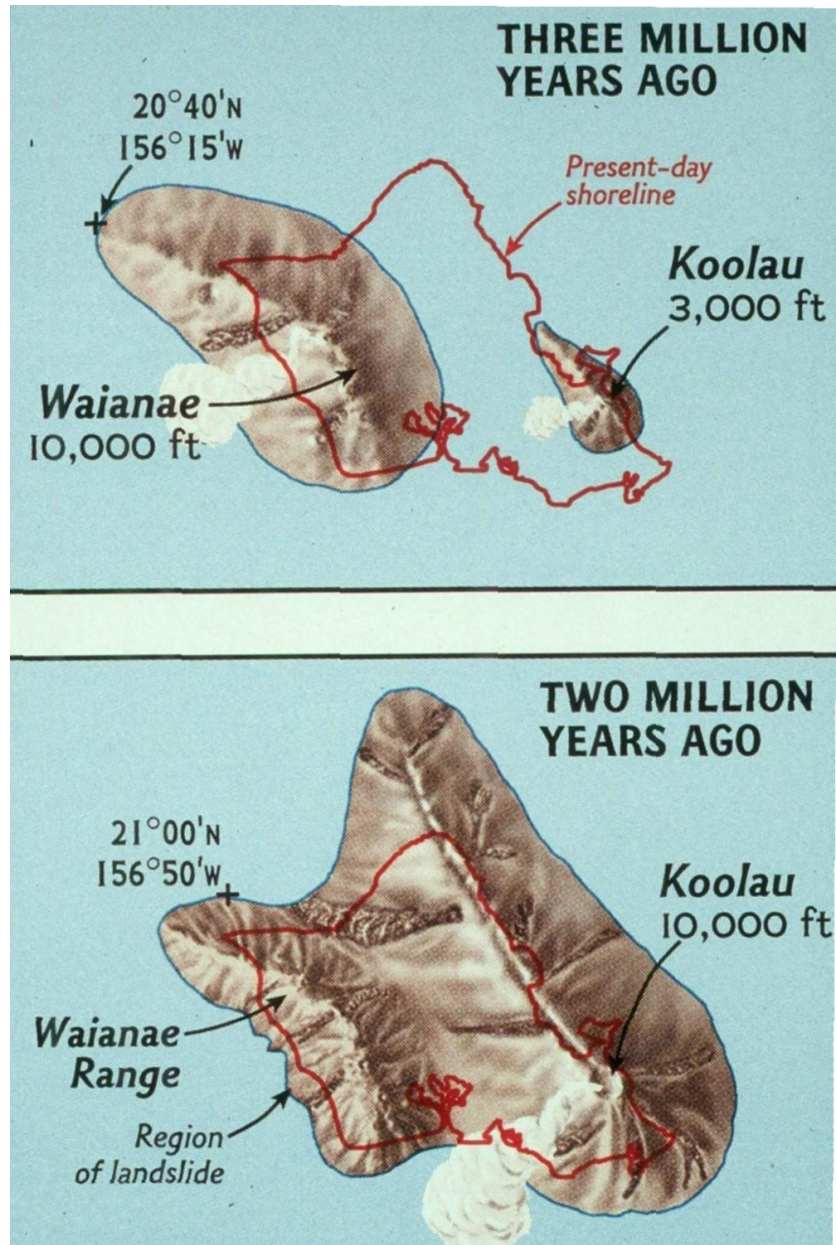 THREE MILLION
YEARS AGO
20°40'N
156°15'W
Present-day
shoreline
Koolau
3,000 ft
Waianae
10,000 ft
TWO MILLION
YEARS AGO
21°00'N
156°50'W
Koolau
10,000 ft
Waianae
Range
Region
of landslide